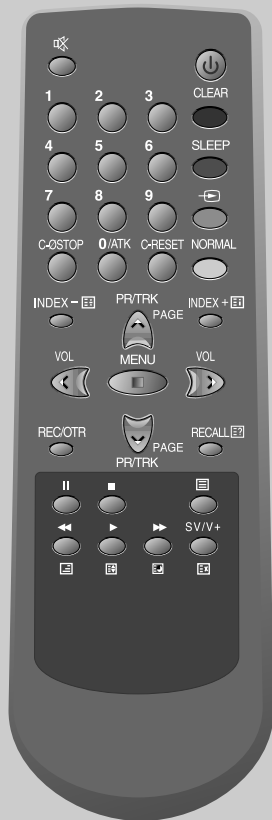 1 2 3 CLEAR
4 5 6 SLEEP
7 8 9
C-ØSTOP 0/ATK C-RESET NORMAL
INDEX - PR/TRK INDEX +
PAGE
VOL MENU VOL
REC/OTR PAGE RECALL
PR/TRK
SV/V+